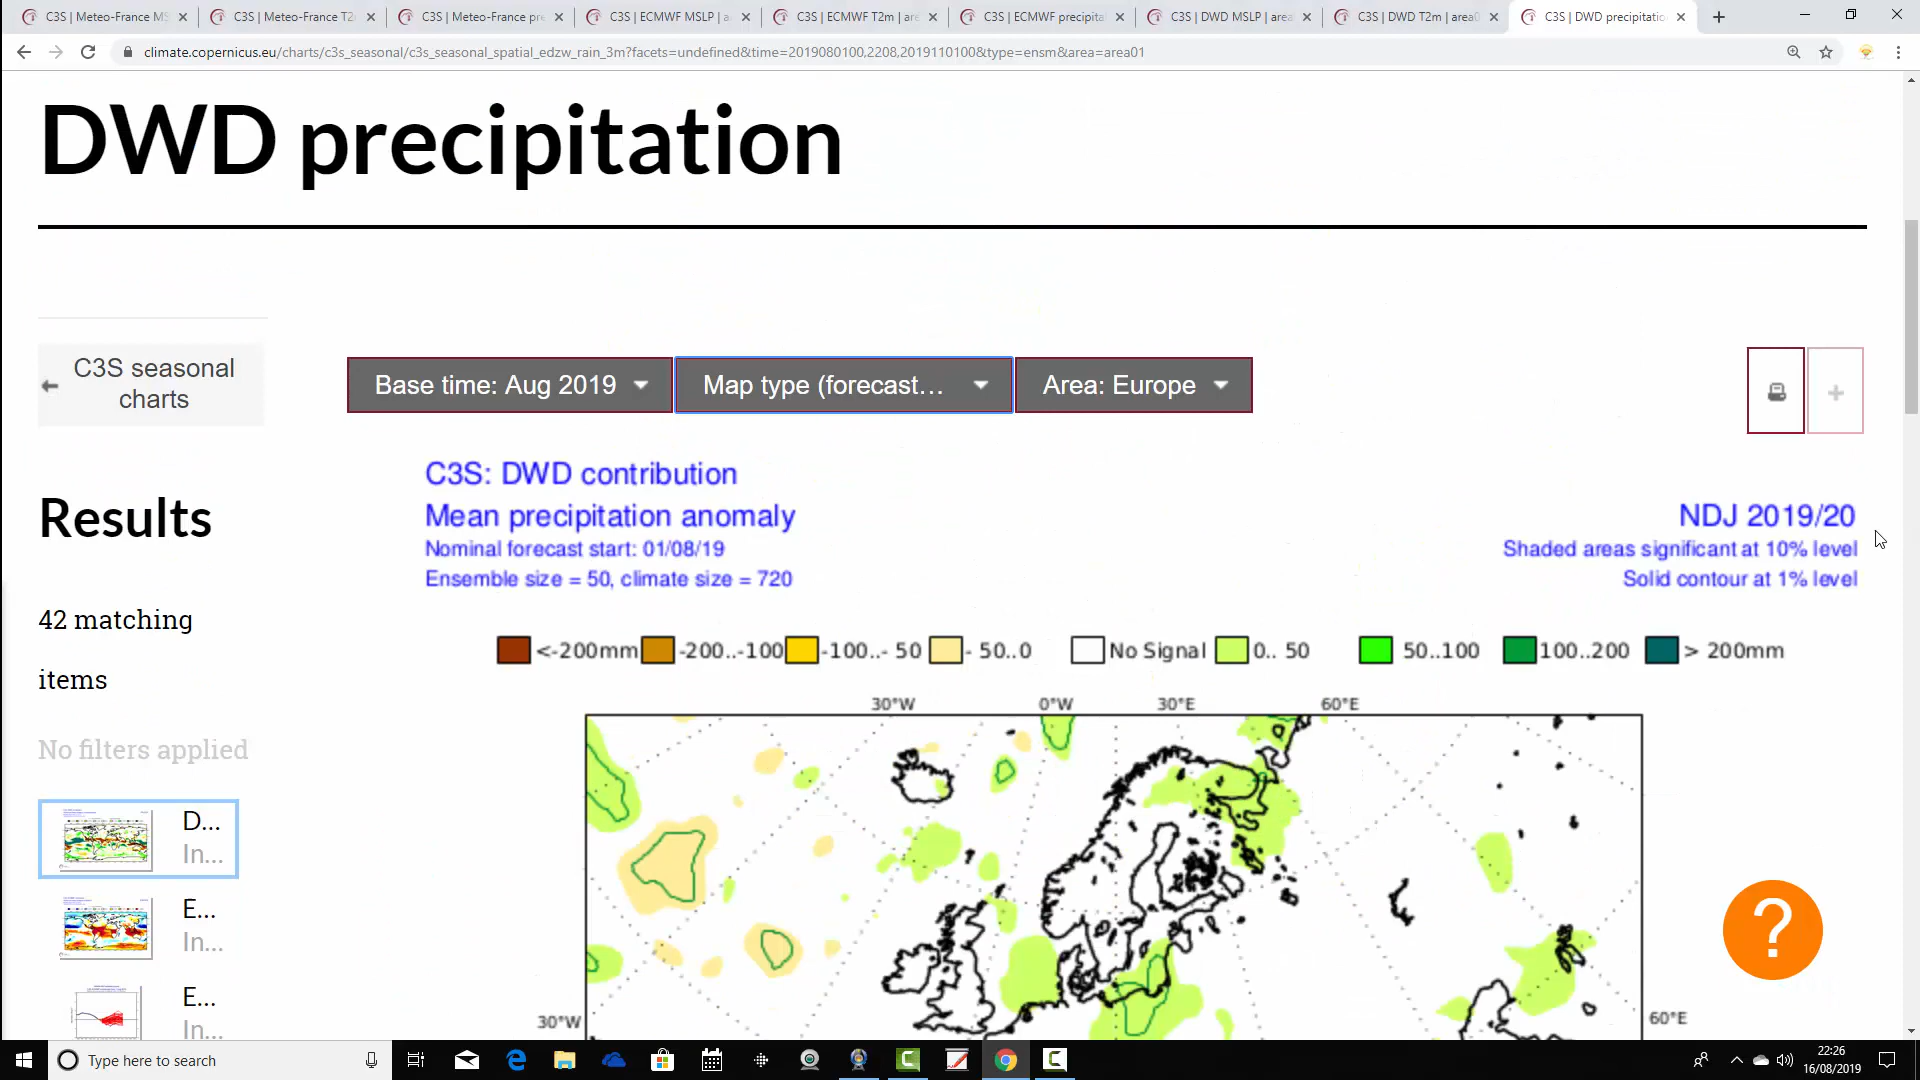 C3S | Meteo-France MS
C3S | Meteo-France T2
C3S | Meteo-France pre
C3S | ECMWF MSLP | a
C3S | ECMWF T2m | are
C3S | ECMWF precipita
C3S | DWD MSLP | area
C3S | DWD T2m | area0
C3S | DWD precipitatio
climate.copernicus.eu/charts/c3s_seasonal/c3s_seasonal_spatial_edzw_rain_3m?facets=undefined&time=2019080100,2208,2019110100&type=ensm&area=area01
DWD precipitation
C3S seasonal
charts
Base time: Aug 2019
Map type (forecast...
Area: Europe
C3S: DWD contribution
Mean precipitation anomaly
NDJ 2019/20
Nominal forecast start: 01/08/19
Shaded areas significant at 10% level
Ensemble size = 50, climate size = 720
Solid contour at 1% level
Results
42 matching
items
No filters applied
<-200mm
-200..-100
-100..- 50
- 50..0
No Signal
0.. 50
50..100
100..200
> 200mm
30°W
0°W
30°E
60°E
D...
In...
E...
In...
E...
In...
30°W
60°E
?
Type here to search
22:26
16/08/2019